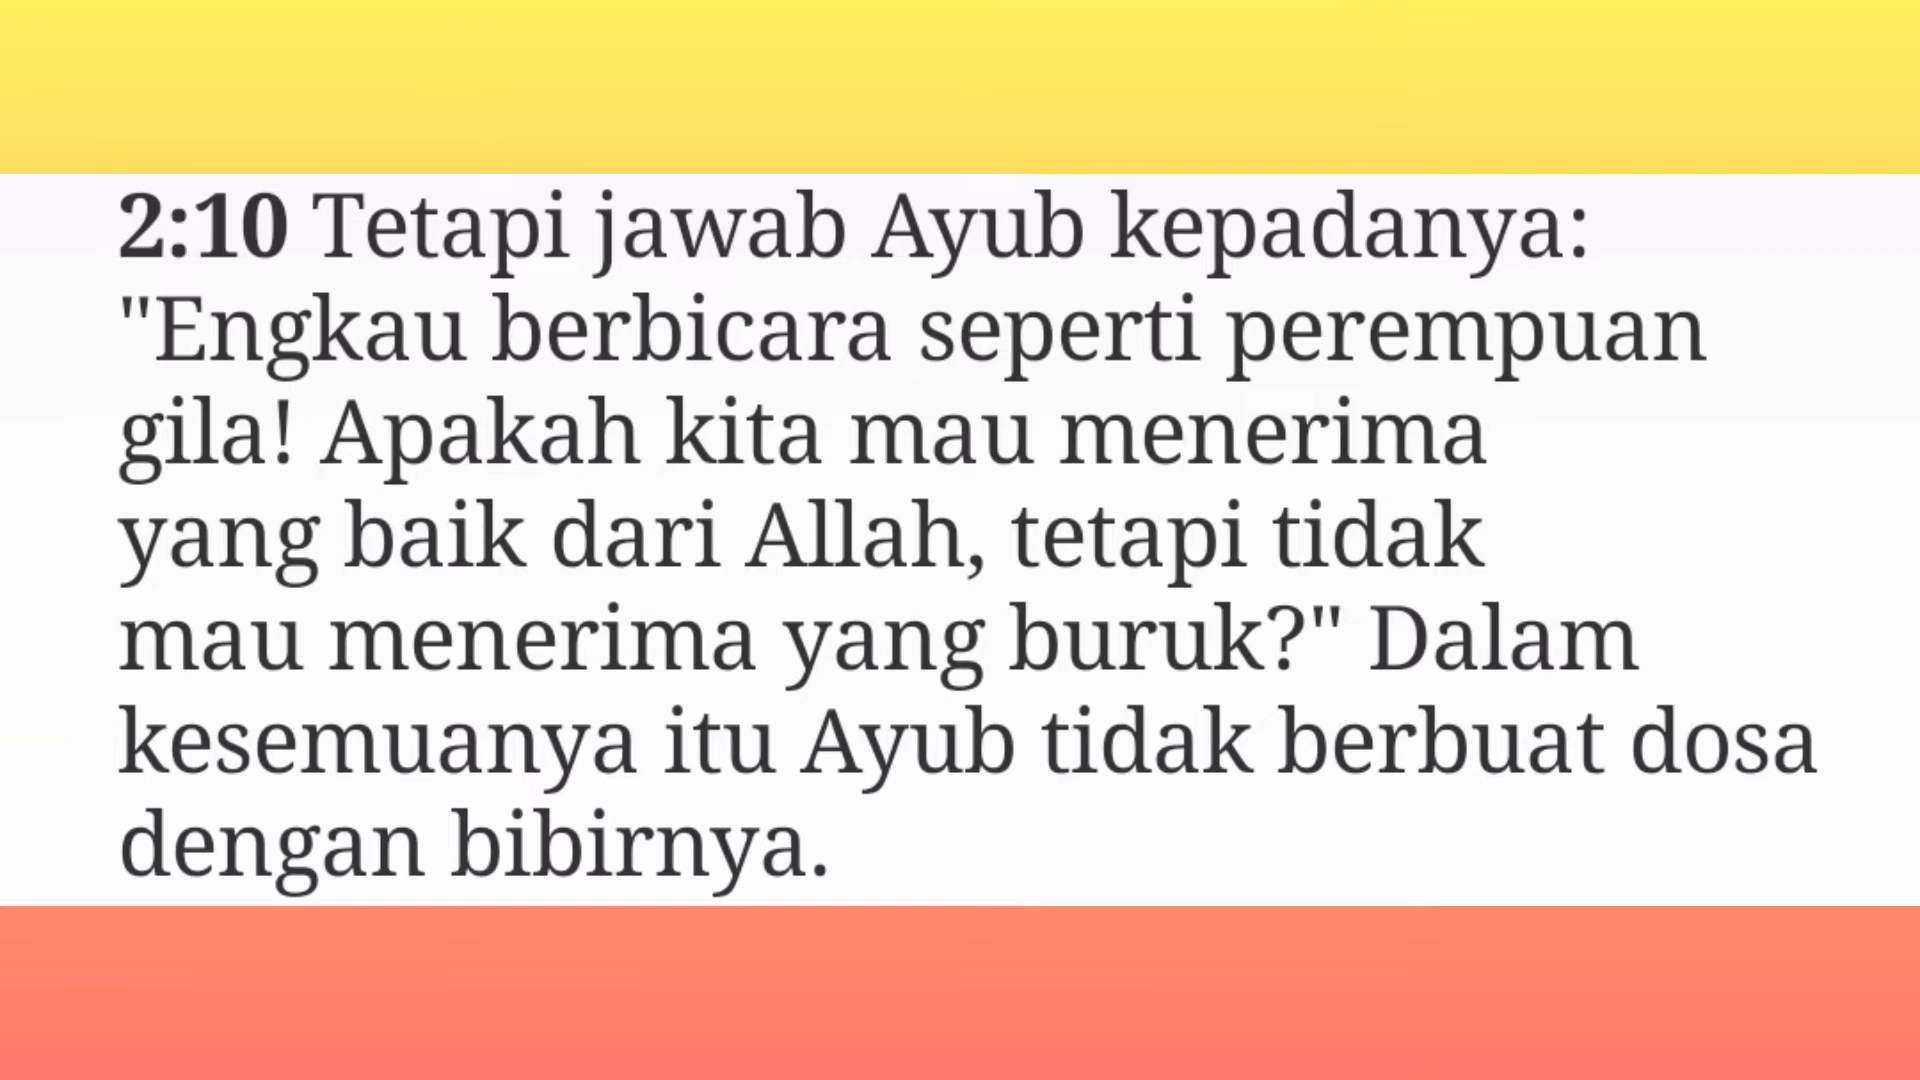 2:10 Tetapi jawab Ayub kepadanya:
"Engkau berbicara seperti perempuan
gila! Apakah kita mau menerima
yang baik dari Allah, tetapi tidak
mau menerima yang buruk?" Dalam
kesemuanya itu Ayub tidak berbuat dosa
dengan bibirnya.